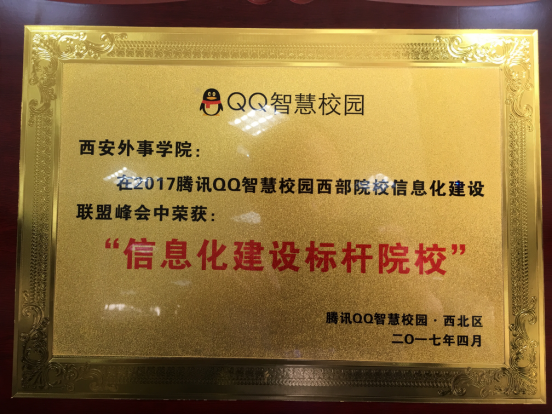 QQ智慧校园
西安外事学院：
在2017腾讯QQ智慧校园西部院校信息化建设
联盟峰会中荣获：
“信息化建设标杆院校”
腾讯QQ智慧校园·西北区
二〇一七年四月